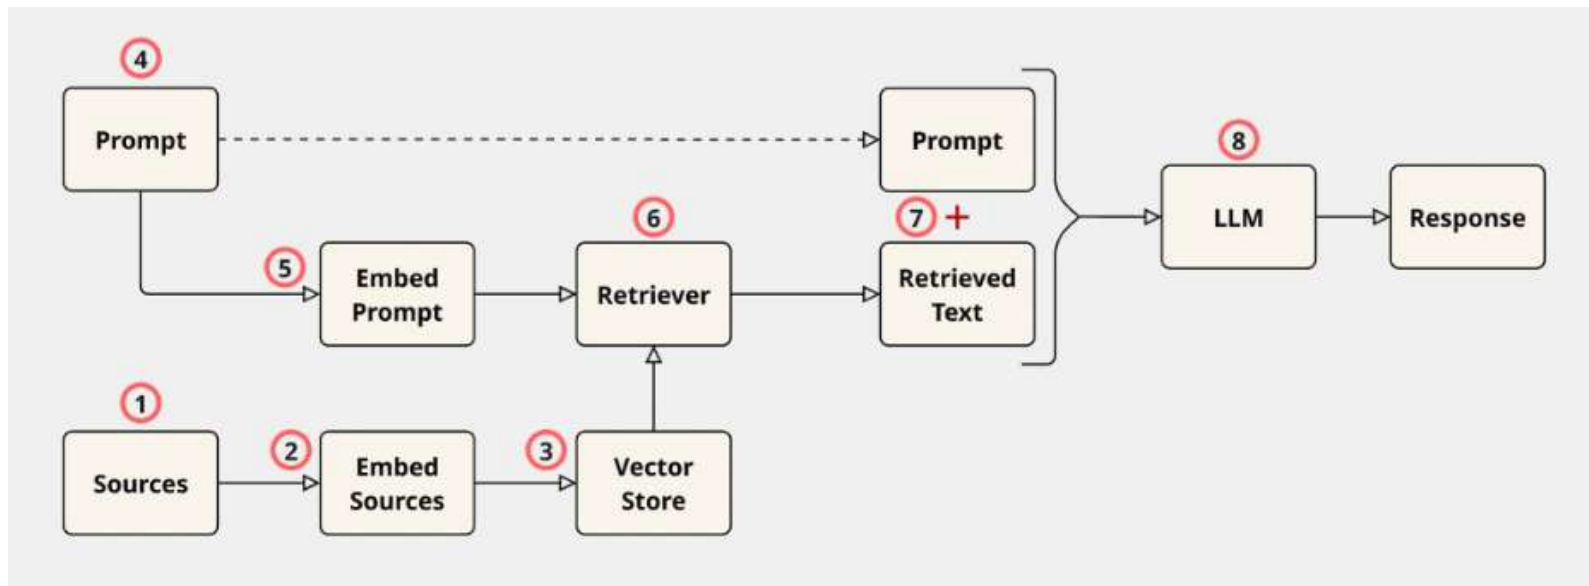 4
Prompt
Prompt
8
7 +
LLM
Response
6
5
Embed
Prompt
Retriever
Retrieved
Text
1
2
3
Sources
Embed
Sources
Vector
Store